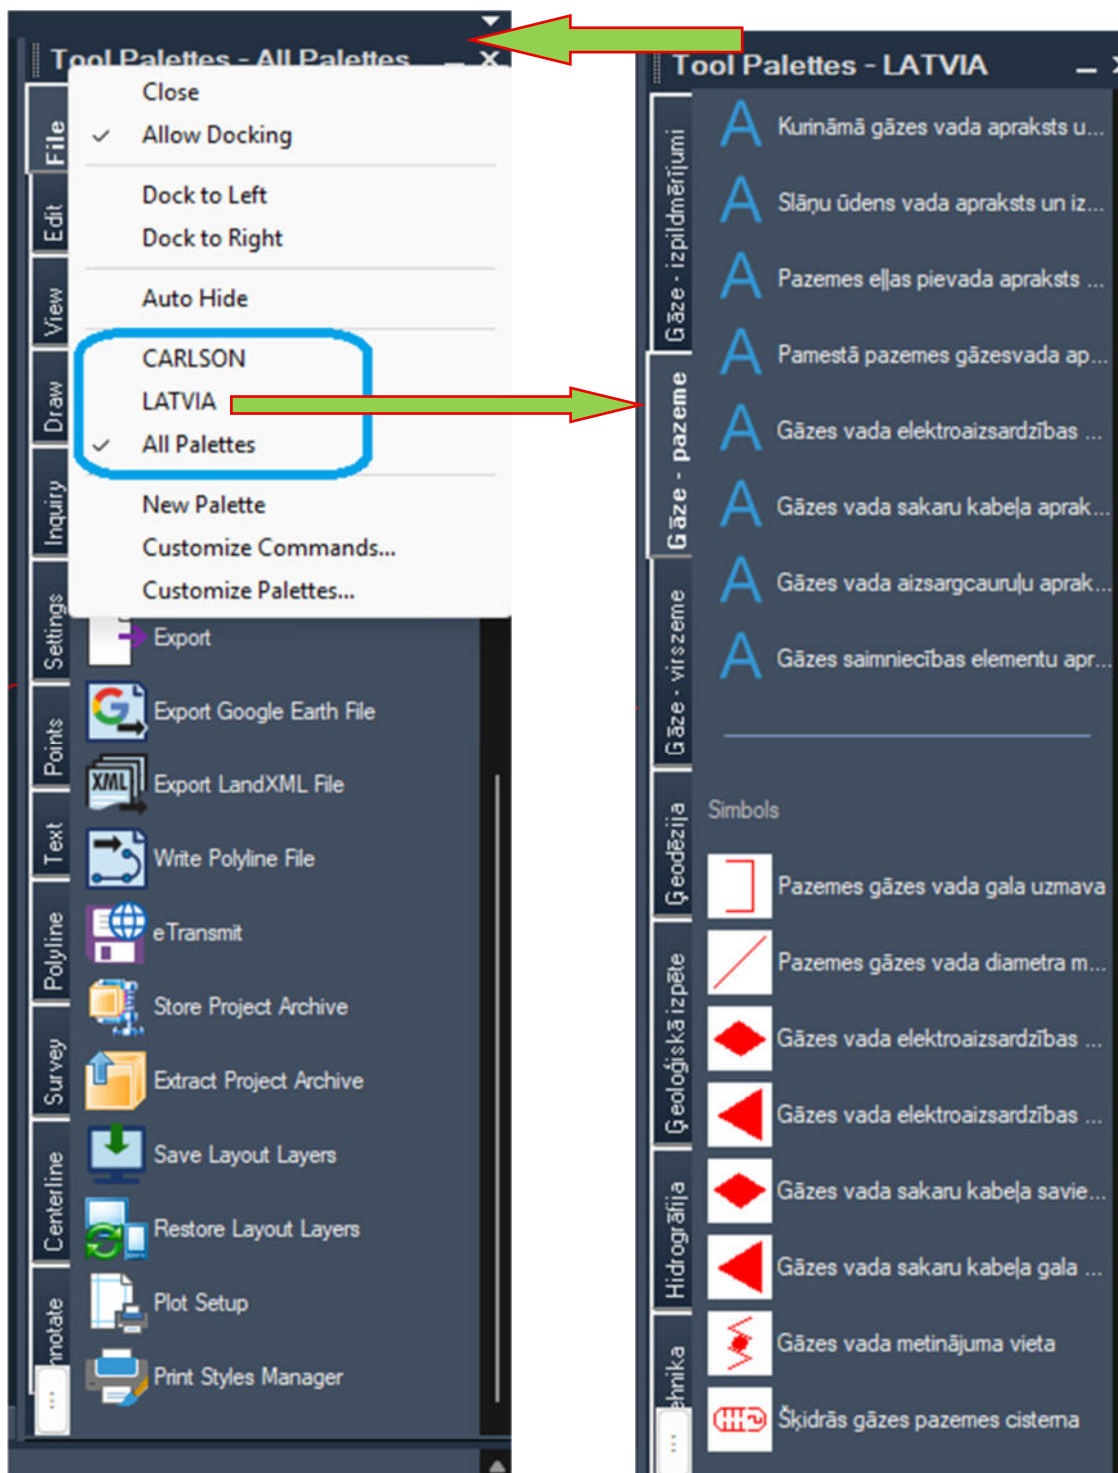 Tool Palettes - All Palettes
Close
Allow Docking
Dock to Left
Dock to Right
Auto Hide
CARLSON
LATVIA
All Palettes
New Palette
Customize Commands...
Customize Palettes...
File
Edit
View
Draw
Inquiry
Settings
Points
Text
Polyline
Survey
Centerline
nnotate
...
Export
Export Google Earth File
XML
Export LandXML File
Write Polyline File
eTransmit
Store Project Archive
Extract Project Archive
Save Layout Layers
Restore Layout Layers
Plot Setup
Print Styles Manager
Tool Palettes - LATVIA
Gāze - izpildmērījumi
Gāze - pazeme
Gāze - virszeme
Ģeodēzija
Ģeoloģiskā izpēte
Hidrogrāfija
ehnika
...
Kurināmā gāzes vada apraksts u...
Slāņu ūdens vada apraksts un iz...
Pazemes eļļas pievada apraksts ...
Pamestā pazemes gāzesvada ap...
Gāzes vada elektroaizsardzības ...
Gāzes vada sakaru kabeļa aprak...
Gāzes vada aizsargcauruļu aprak...
Gāzes saimniecības elementu apr...
Simbols
Pazemes gāzes vada gala uzmava
Pazemes gāzes vada diametra m...
Gāzes vada elektroaizsardzības ...
Gāzes vada elektroaizsardzības ...
Gāzes vada sakaru kabeļa savie...
Gāzes vada sakaru kabeļa gala ...
Gāzes vada metinājuma vieta
Šķidrās gāzes pazemes cisterna